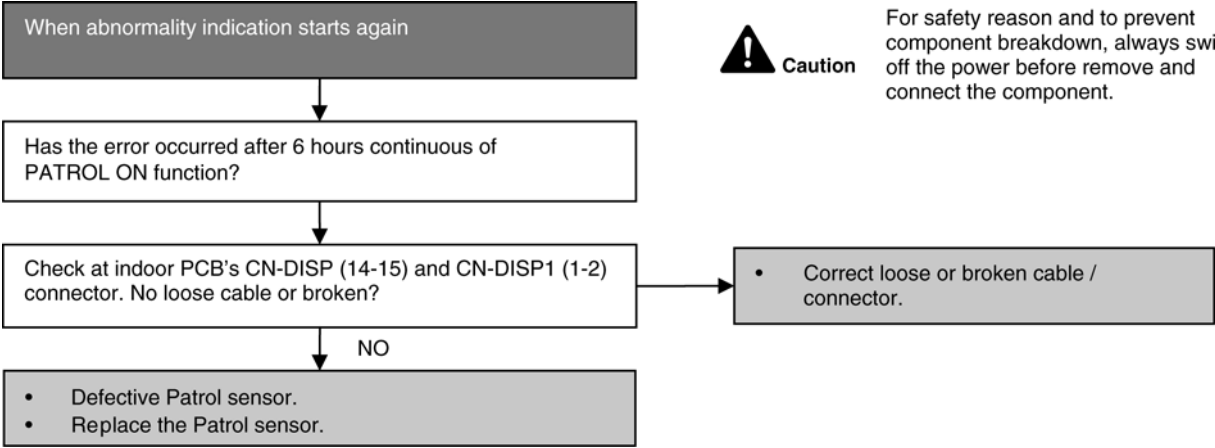 When abnormality indication starts again
Caution
For safety reason and to prevent
component breakdown, always swi
off the power before remove and
connect the component.
Has the error occurred after 6 hours continuous of
PATROL ON function?
Check at indoor PCB's CN-DISP (14-15) and CN-DISP1 (1-2)
connector. No loose cable or broken?
• Correct loose or broken cable /
connector.
NO
• Defective Patrol sensor.
• Replace the Patrol sensor.